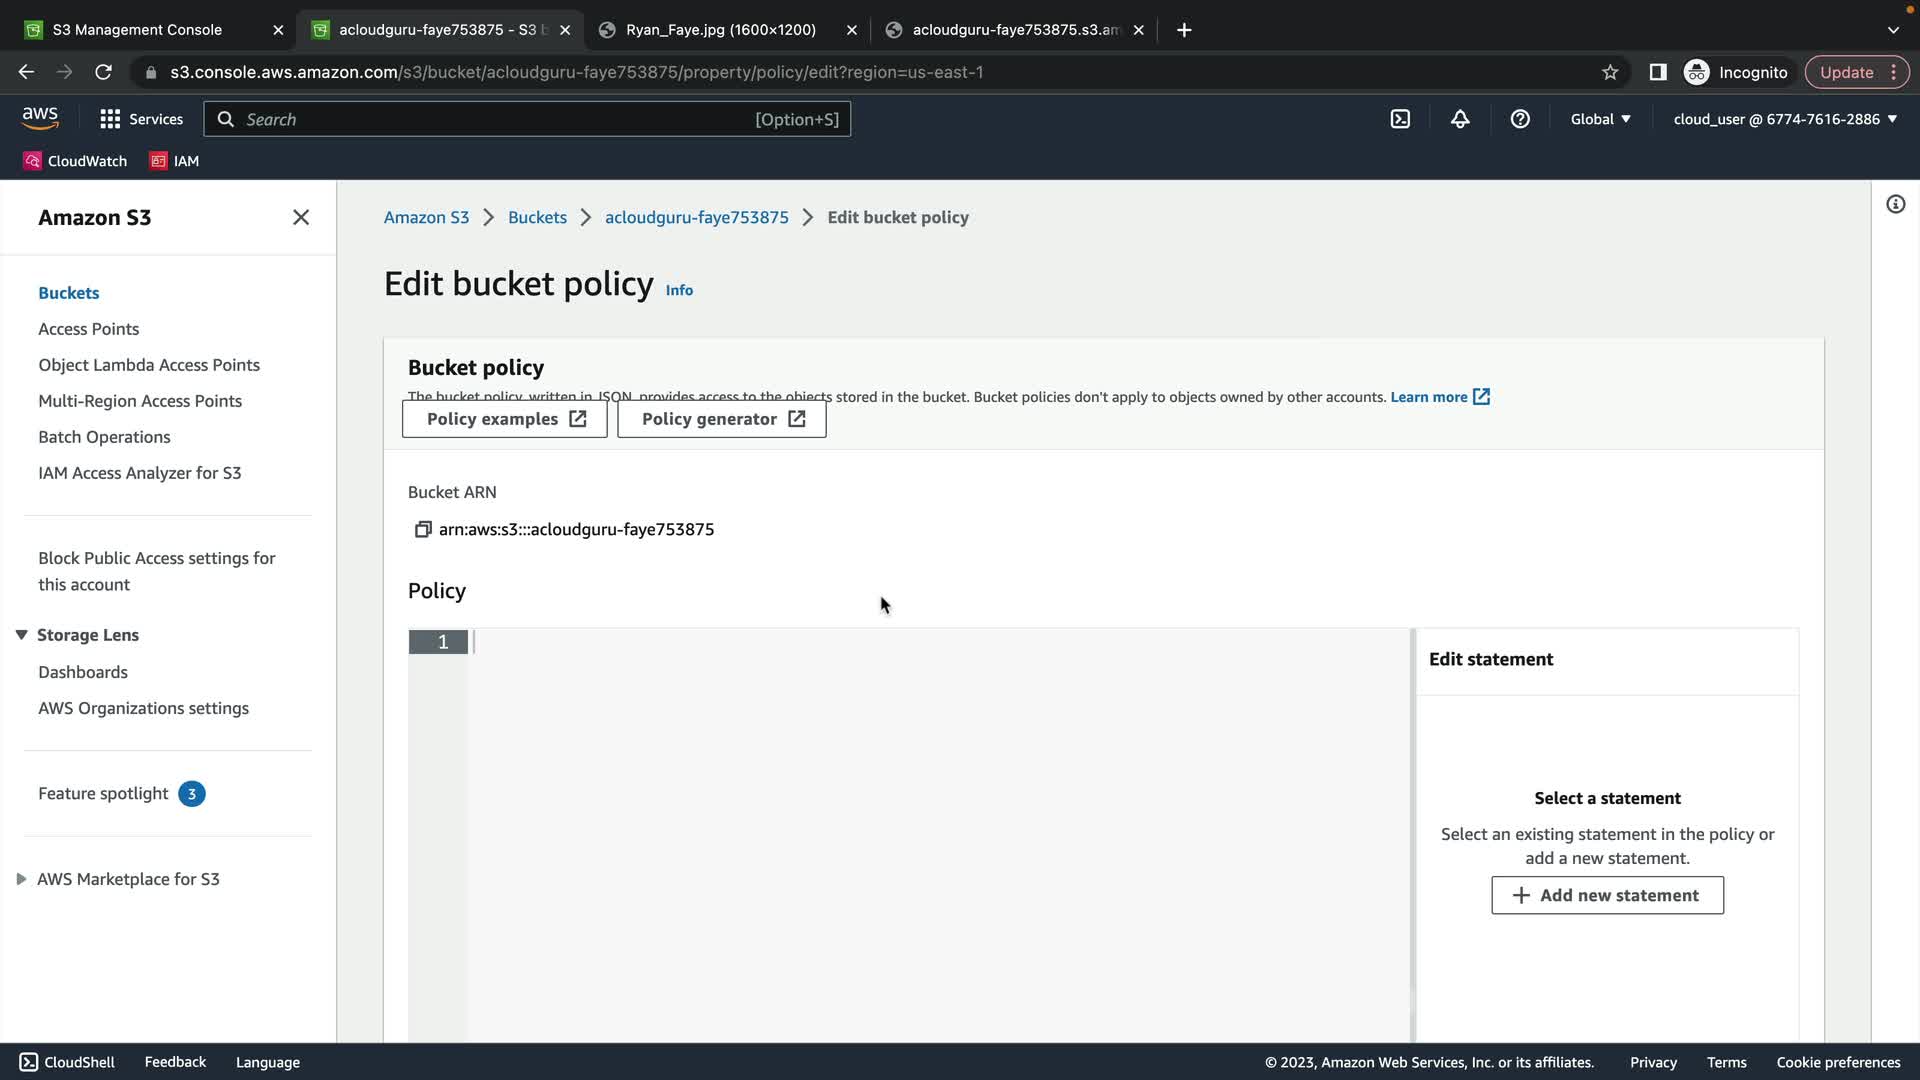 S3 Management Console
acloudguru-faye753875 - S3 b
Ryan_Faye.jpg (1600×1200)
acloudguru-faye753875.s3.am
s3.console.aws.amazon.com/s3/bucket/acloudguru-faye753875/property/policy/edit?region=us-east-1
Incognito
Update
aws
Services
Search
[Option+S]
Global
cloud_user @ 6774-7616-2886
CloudWatch
IAM
Amazon S3
Buckets
Access Points
Object Lambda Access Points
Multi-Region Access Points
Batch Operations
IAM Access Analyzer for S3
Block Public Access settings for
this account
Storage Lens
Dashboards
AWS Organizations settings
Feature spotlight 3
AWS Marketplace for S3
Amazon S3 > Buckets > acloudguru-faye753875 > Edit bucket policy
Edit bucket policy Info
Bucket policy
The bucket policy, written in JSON, provides access to the objects stored in the bucket. Bucket policies don't apply to objects owned by other accounts. Learn more
Policy examples
Policy generator
Bucket ARN
arn:aws:s3:::acloudguru-faye753875
Policy
1
Edit statement
Select a statement
Select an existing statement in the policy or
add a new statement.
+ Add new statement
CloudShell
Feedback
Language
© 2023, Amazon Web Services, Inc. or its affiliates.
Privacy
Terms
Cookie preferences